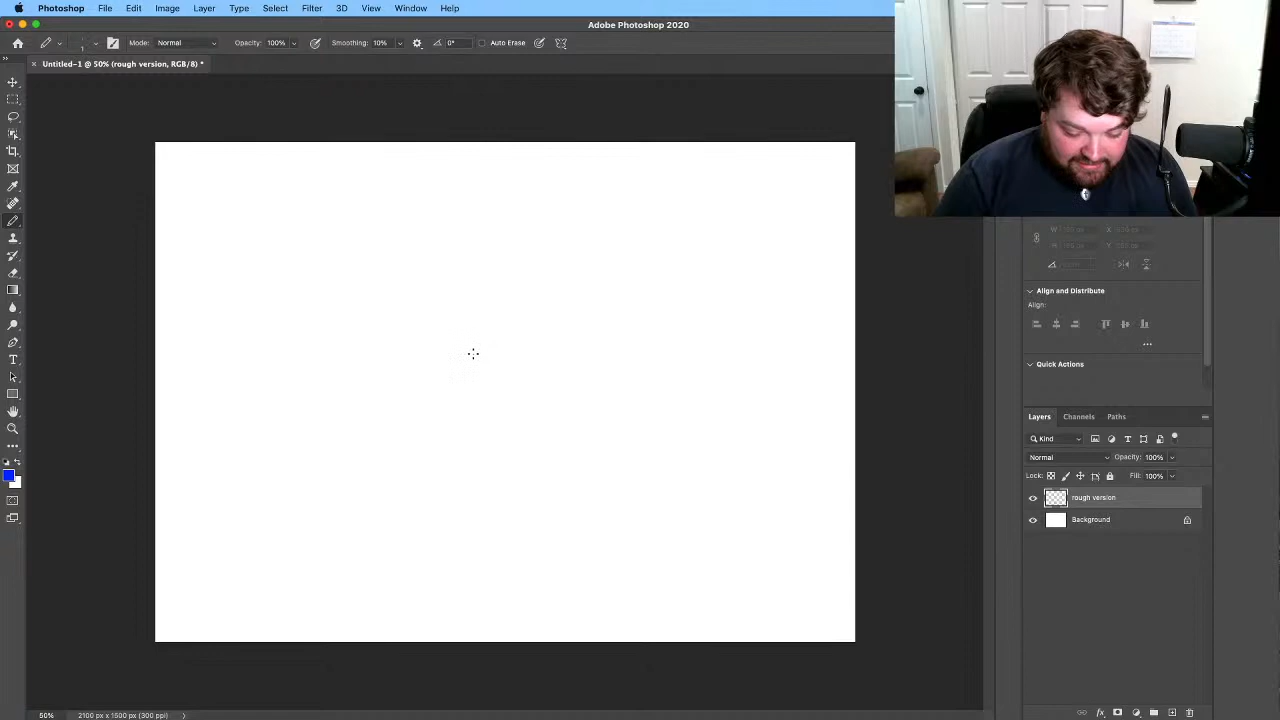 Photoshop File Edit Image Layer Type Select Filter 3D View Window Help
Adobe Photoshop 2020
1 Mode: Normal Opacity: 100% Smoothing: 10% 0° Auto Erase
Untitled-1 @ 50% (rough version, RGB/8) *
W X
H Y
Align and Distribute
Align:
Quick Actions
Layers Channels Paths
Kind
Normal Opacity: 100%
Lock: Fill: 100%
rough version
Background
50% 2100 px x 1500 px (300 ppi)